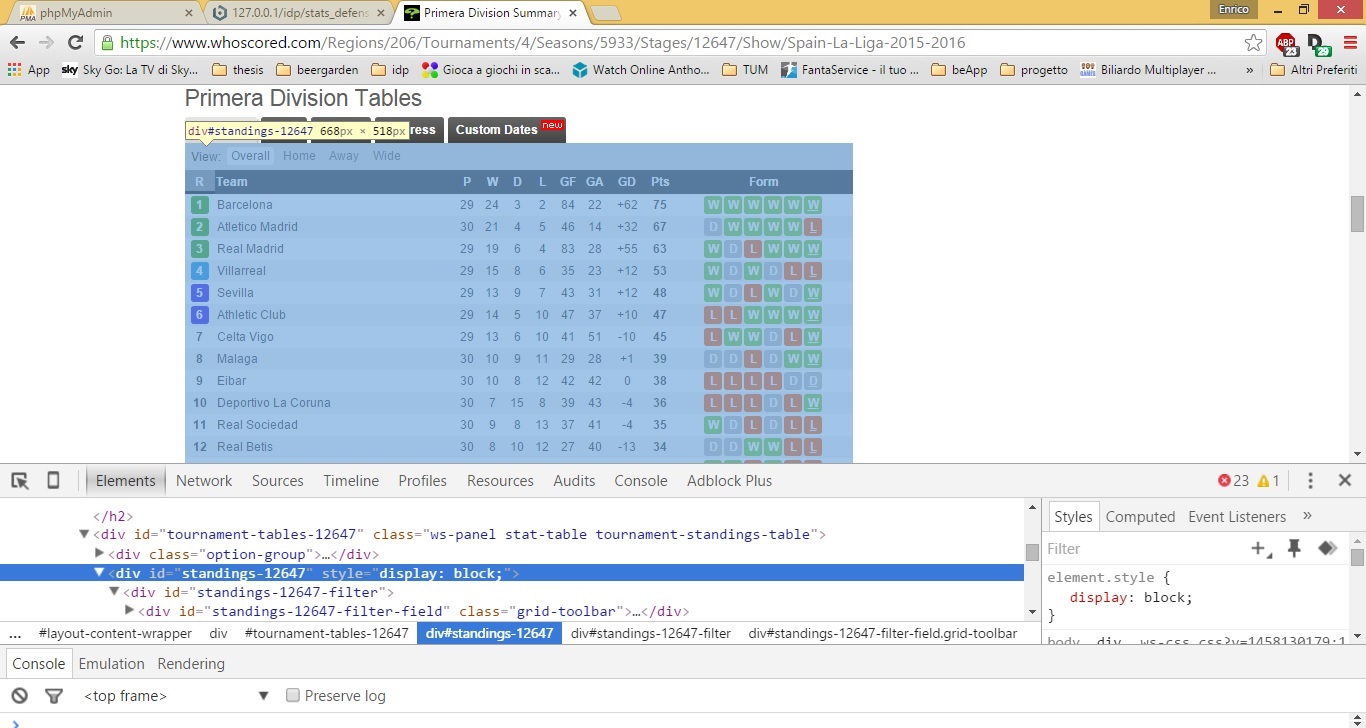 phpMyAdmin
127.0.0.1/idp/stats_defens
Primera Division Summary
Enrico
https://www.whoscored.com/Regions/206/Tournaments/4/Seasons/5933/Stages/12647/Show/Spain-La-Liga-2015-2016
ABP 23 29
App sky Sky Go: La TV di Sky... thesis beergarden idp Gioca a giochi in sca... Watch Online Antho... TUM FantaService - il tuo ... beApp progetto Biliardo Multiplayer ... » Altri Preferiti
Primera Division Tables
div#standings-12647 668px × 518px ress Custom Dates new
View: Overall Home Away Wide
R Team P W D L GF GA GD Pts Form
1 Barcelona 29 24 3 2 84 22 +62 75 W W W W W W
2 Atletico Madrid 30 21 4 5 46 14 +32 67 D W W W W L
3 Real Madrid 29 19 6 4 83 28 +55 63 W D L W W W
4 Villarreal 29 15 8 6 35 23 +12 53 W D W D L L
5 Sevilla 29 13 9 7 43 31 +12 48 W D L W D W
6 Athletic Club 29 14 5 10 47 37 +10 47 L L W W W W
7 Celta Vigo 29 13 6 10 41 51 -10 45 L W W D L W
8 Malaga 30 10 9 11 29 28 +1 39 D D L D W W
9 Eibar 30 10 8 12 42 42 0 38 L L L L D D
10 Deportivo La Coruna 30 7 15 8 39 43 -4 36 L L L D L W
11 Real Sociedad 30 9 8 13 37 41 -4 35 W D L D L L
12 Real Betis 30 8 10 12 27 40 -13 34 D D W W L L
Elements Network Sources Timeline Profiles Resources Audits Console Adblock Plus 23 1
</h2>
<div id="tournament-tables-12647" class="ws-panel stat-table tournament-standings-table">
<div class="option-group">…</div>
<div id="standings-12647" style="display: block;">
<div id="standings-12647-filter">
<div id="standings-12647-filter-field" class="grid-toolbar">…</div>
... #layout-content-wrapper div #tournament-tables-12647 div#standings-12647 div#standings-12647-filter div#standings-12647-filter-field.grid-toolbar
Styles Computed Event Listeners »
Filter
element.style {
display: block;
}
body, div, ws-css.css?v=1458130179:1
Console Emulation Rendering
<top frame> Preserve log